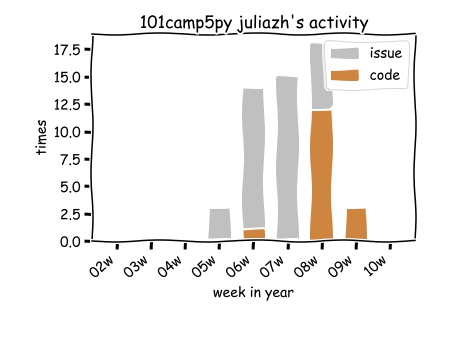 101camp5py juliazh's activity
17.5
15.0
12.5
10.0
7.5
5.0
2.5
0.0
times
issue
code
02w 03w 04w 05w 06w 07w 08w 09w 10w
week in year